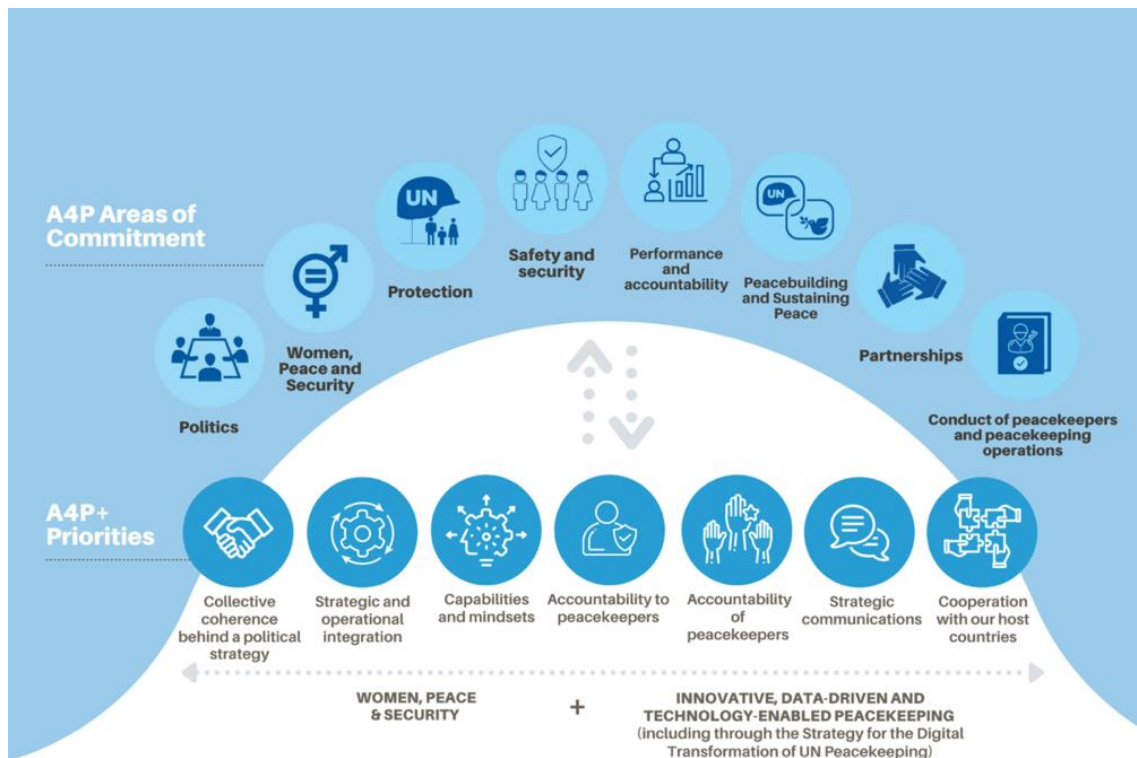 A4P Areas of
Commitment
Politics
Women,
Peace and
Security
UN
Protection
Safety and
security
Performance
and
accountability
UN
Peacebuilding
and Sustaining
Peace
Partnerships
Conduct of peacekeepers
and peacekeeping
operations
A4P+
Priorities
Collective
coherence
behind a political
strategy
Strategic and
operational
integration
Capabilities
and mindsets
Accountability to
peacekeepers
Accountability
of
peacekeepers
Strategic
communications
Cooperation
with our host
countries
WOMEN, PEACE
& SECURITY
+
INNOVATIVE, DATA-DRIVEN AND
TECHNOLOGY-ENABLED PEACEKEEPING
(including through the Strategy for the Digital
Transformation of UN Peacekeeping)